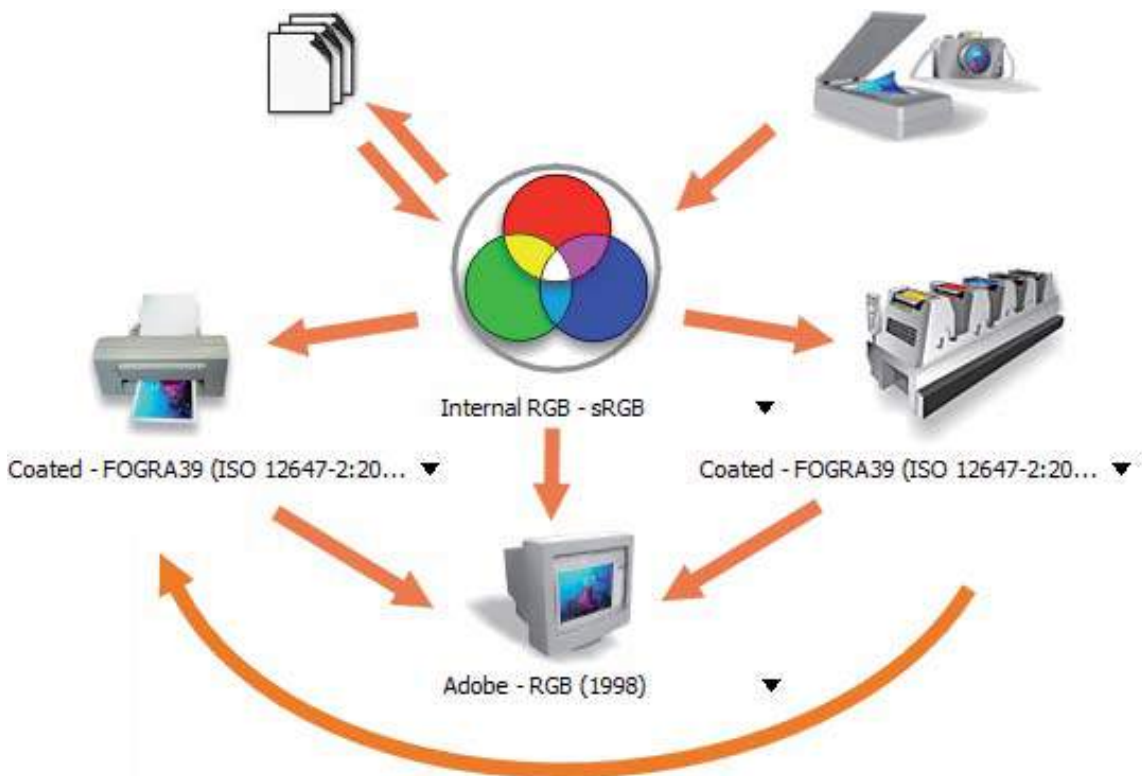 Internal RGB - sRGB
Coated - FOGRA39 (ISO 12647-2:20...
Coated - FOGRA39 (ISO 12647-2:20...
Adobe - RGB (1998)